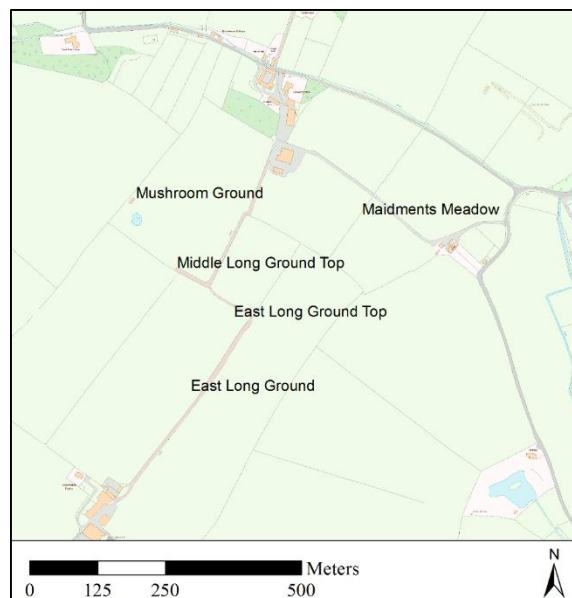 Mushroom Ground
Maidments Meadow
Middle Long Ground Top
East Long Ground Top
East Long Ground
Meters
0 125 250 500
N